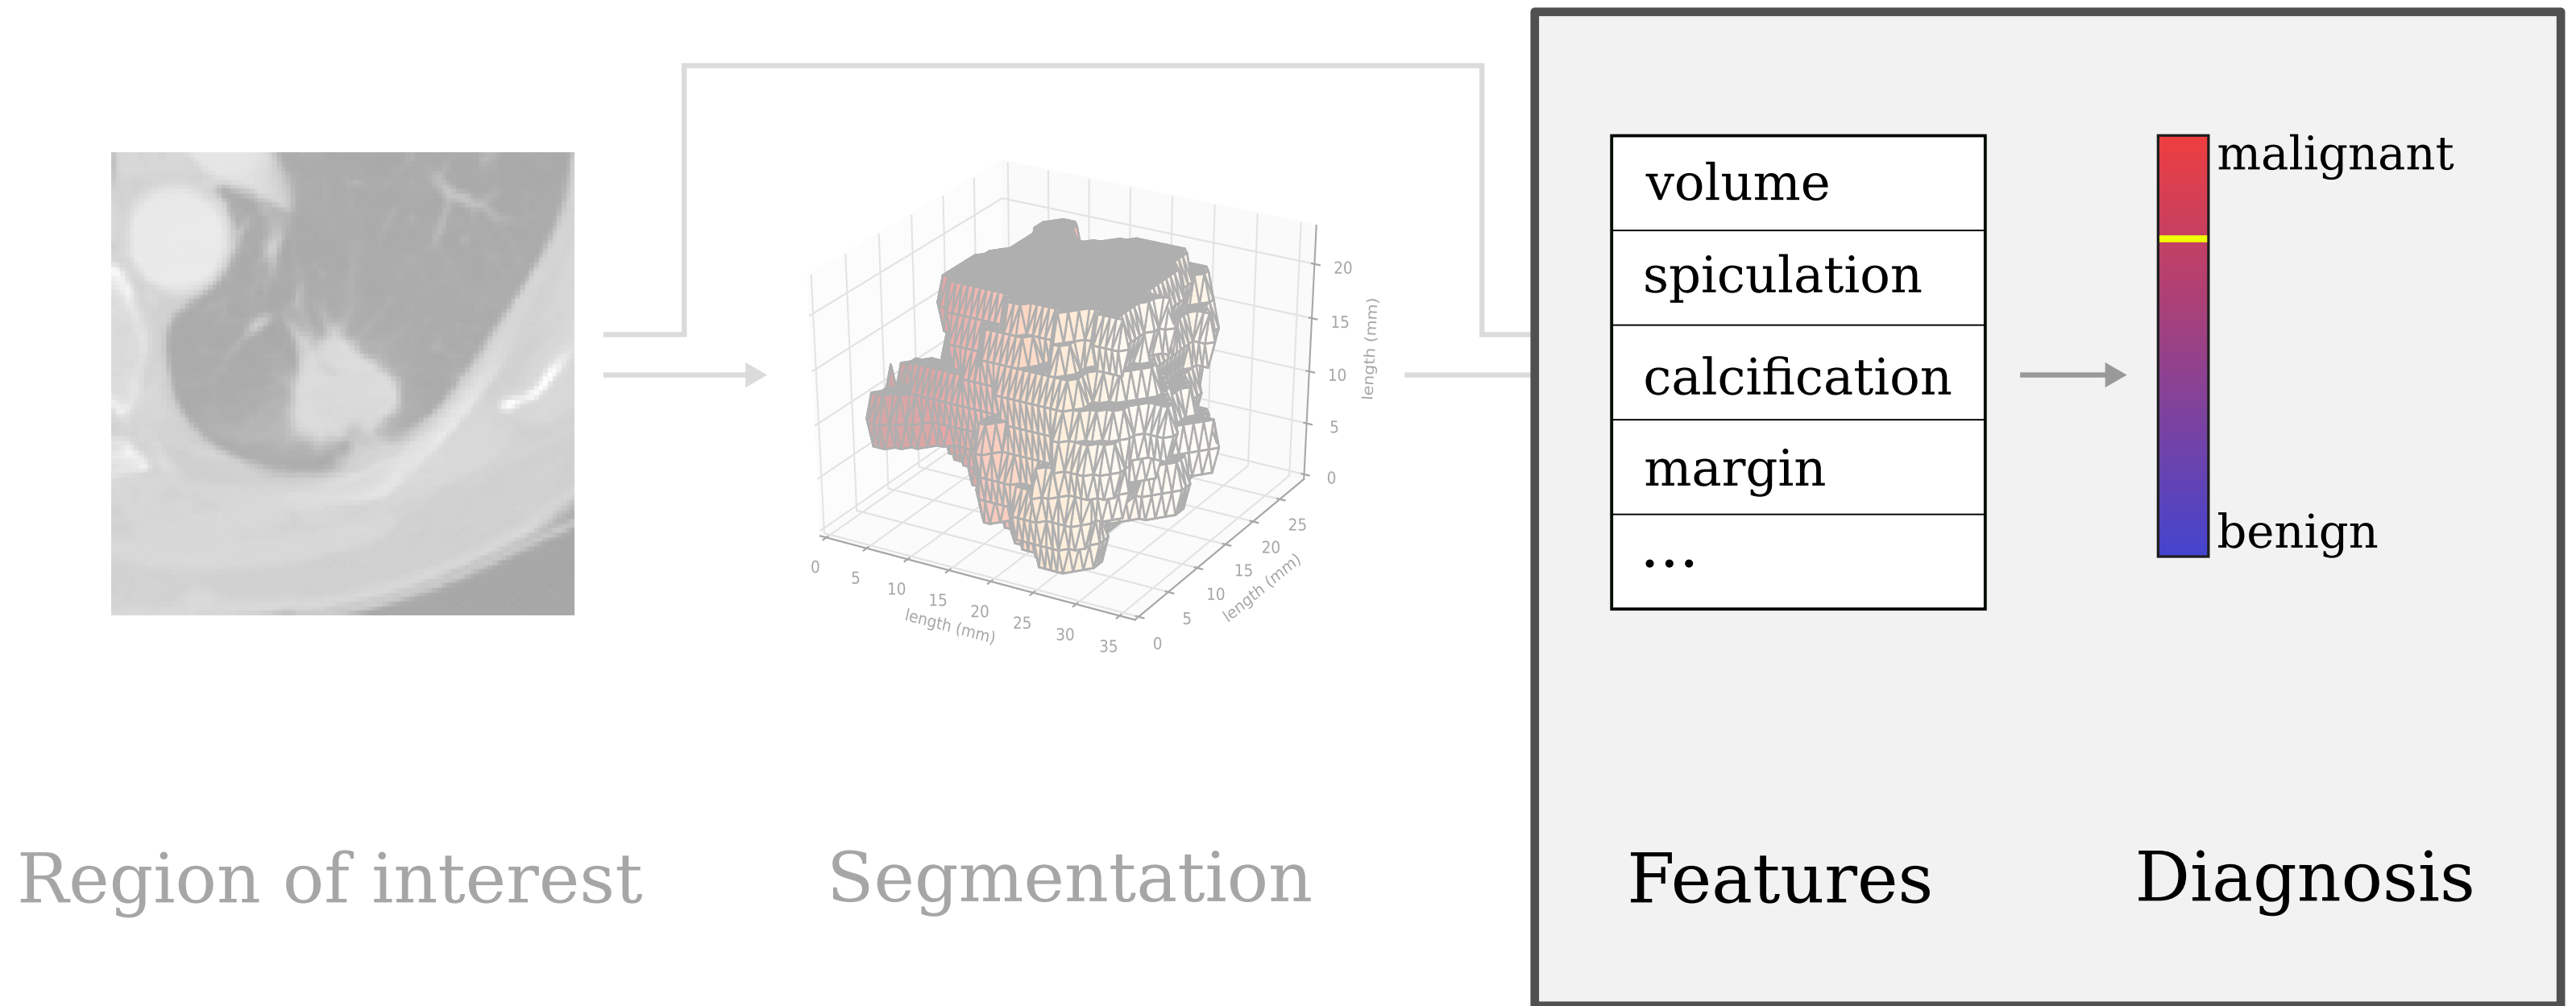 volume
spiculation
calcification
margin
...
malignant
benign
20
15
10
5
0
length (mm)
25
20
15
10
5
0
length (mm)
0
5
10
15
20
25
30
35
length (mm)
Region of interest
Segmentation
Features
Diagnosis